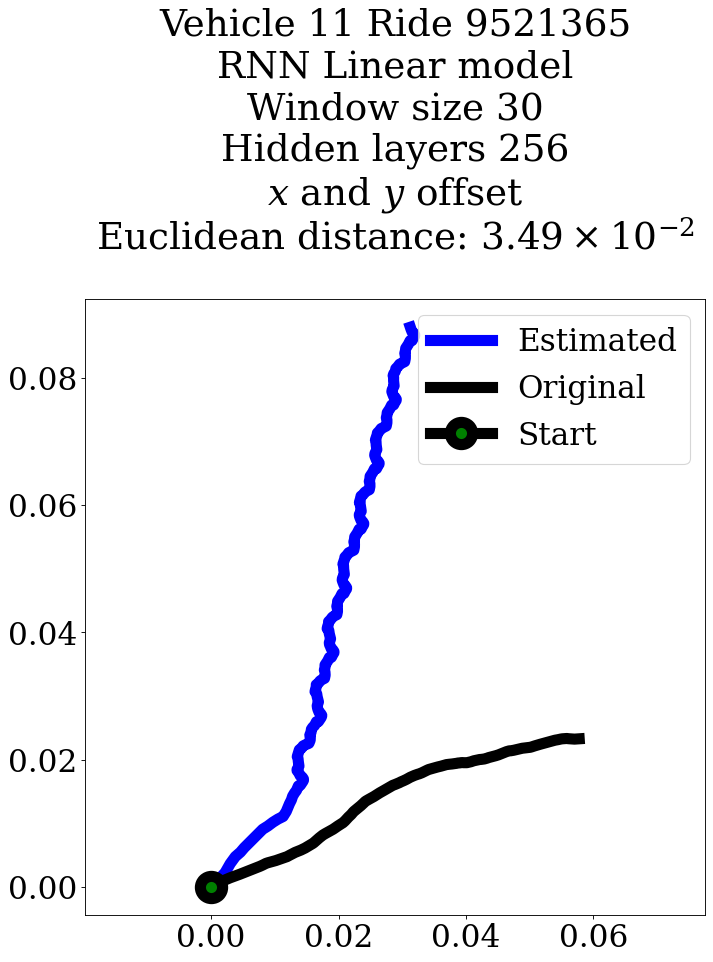 Vehicle 11 Ride 9521365
RNN Linear model
Window size 30
Hidden layers 256
x and y offset
Euclidean distance: 3.49 × 10⁻²
Estimated
Original
Start
0.08
0.06
0.04
0.02
0.00
0.00 0.02 0.04 0.06